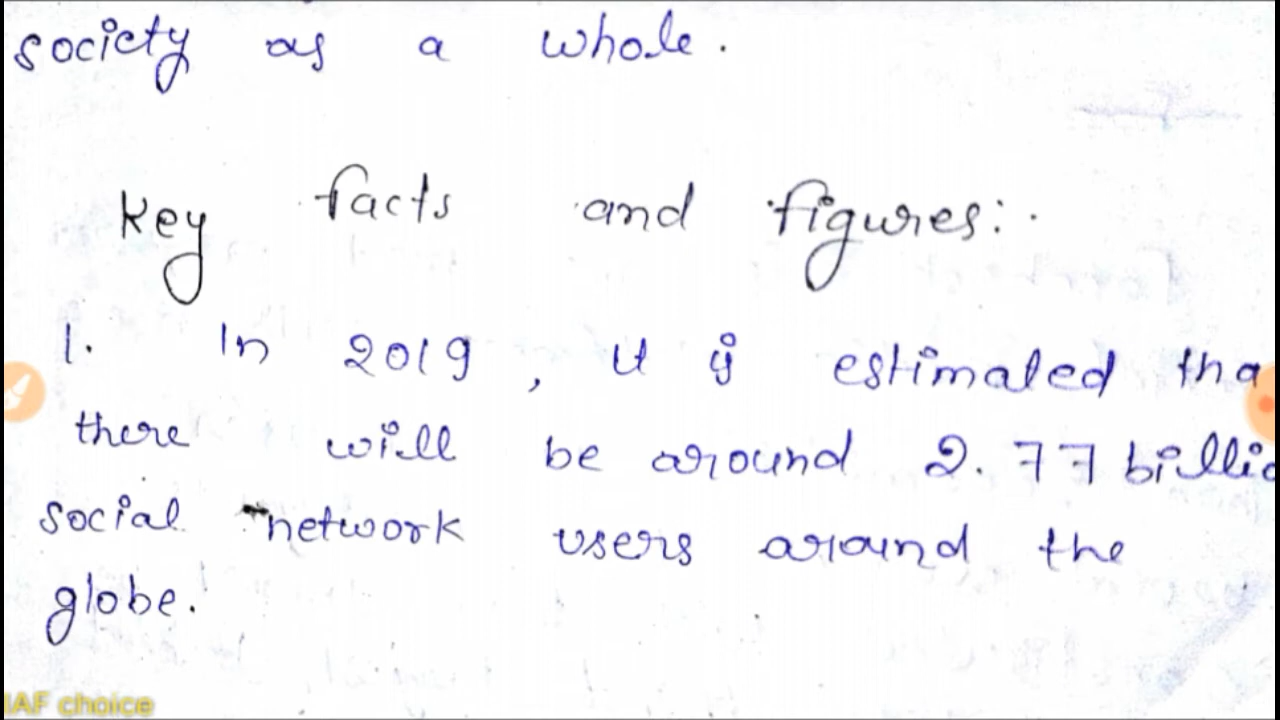 society as a whole.
Key facts and figures:
1. In 2019, it is estimated tha
there will be around 2.77 billio
social network users around the
globe.
IAF choice